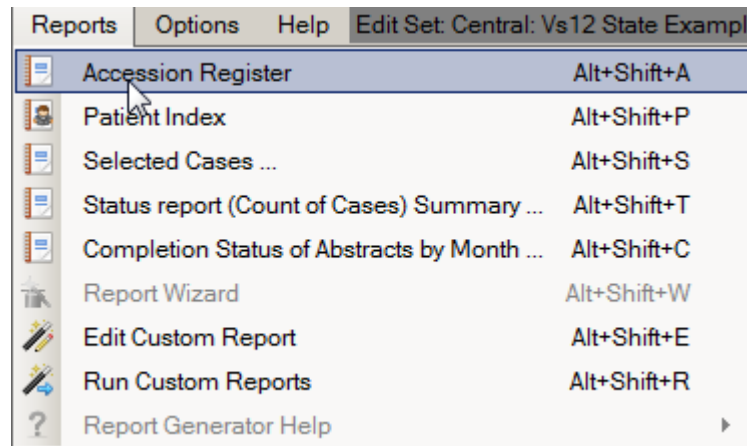 Reports Options Help Edit Set: Central: Vs12 State Exampl
Accession Register Alt+Shift+A
Patient Index Alt+Shift+P
Selected Cases ... Alt+Shift+S
Status report (Count of Cases) Summary ... Alt+Shift+T
Completion Status of Abstracts by Month ... Alt+Shift+C
Report Wizard Alt+Shift+W
Edit Custom Report Alt+Shift+E
Run Custom Reports Alt+Shift+R
Report Generator Help